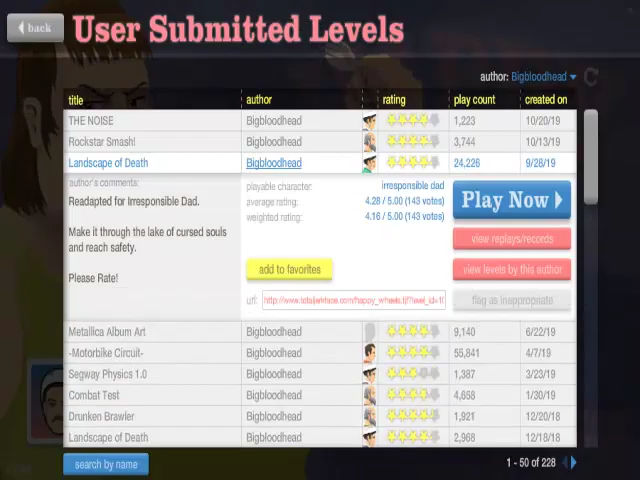 back
User Submitted Levels
author: Bigbloodhead
title author rating play count created on
THE NOISE Bigbloodhead 1,223 10/20/19
Rockstar Smash! Bigbloodhead 3,744 10/13/19
Landscape of Death Bigbloodhead 24,226 9/28/19
author's comments:
Readapted for Irresponsible Dad.
Make it through the lake of cursed souls
and reach safety.
Please Rate!
playable character: irresponsible dad
average rating: 4.28 / 5.00 (143 votes)
weighted rating: 4.16 / 5.00 (143 votes)
add to favorites
url: http://www.totaljerkface.com/happy_wheels.tjf?level_id=1
Play Now
view replays/records
view levels by this author
flag as inappropriate
Metallica Album Art Bigbloodhead 9,140 6/22/19
-Motorbike Circuit- Bigbloodhead 55,841 4/7/19
Segway Physics 1.0 Bigbloodhead 1,387 3/23/19
Combat Test Bigbloodhead 4,658 1/30/19
Drunken Brawler Bigbloodhead 1,921 12/20/18
Landscape of Death Bigbloodhead 2,968 12/18/18
search by name
1 - 50 of 228